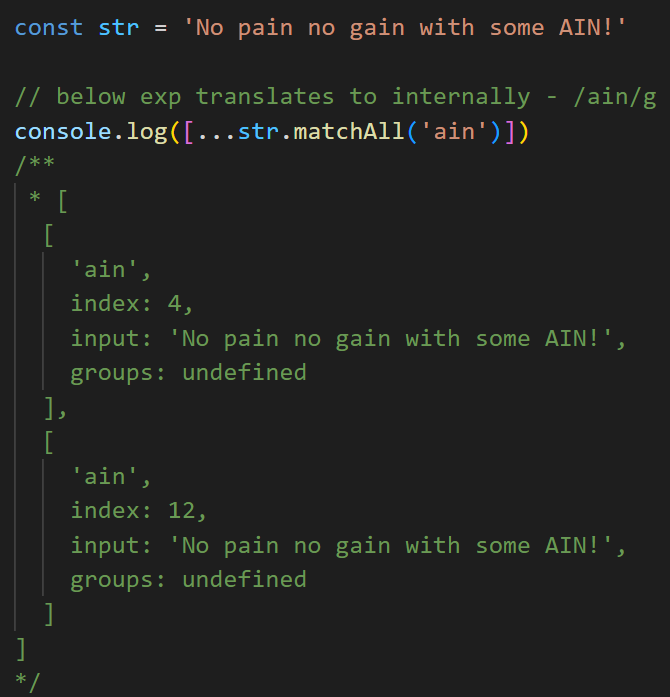 const str = 'No pain no gain with some AIN!'

// below exp translates to internally - /ain/g
console.log([...str.matchAll('ain')])
/**
 * [
  [
    'ain',
    index: 4,
    input: 'No pain no gain with some AIN!',
    groups: undefined
  ],
  [
    'ain',
    index: 12,
    input: 'No pain no gain with some AIN!',
    groups: undefined
  ]
]
*/